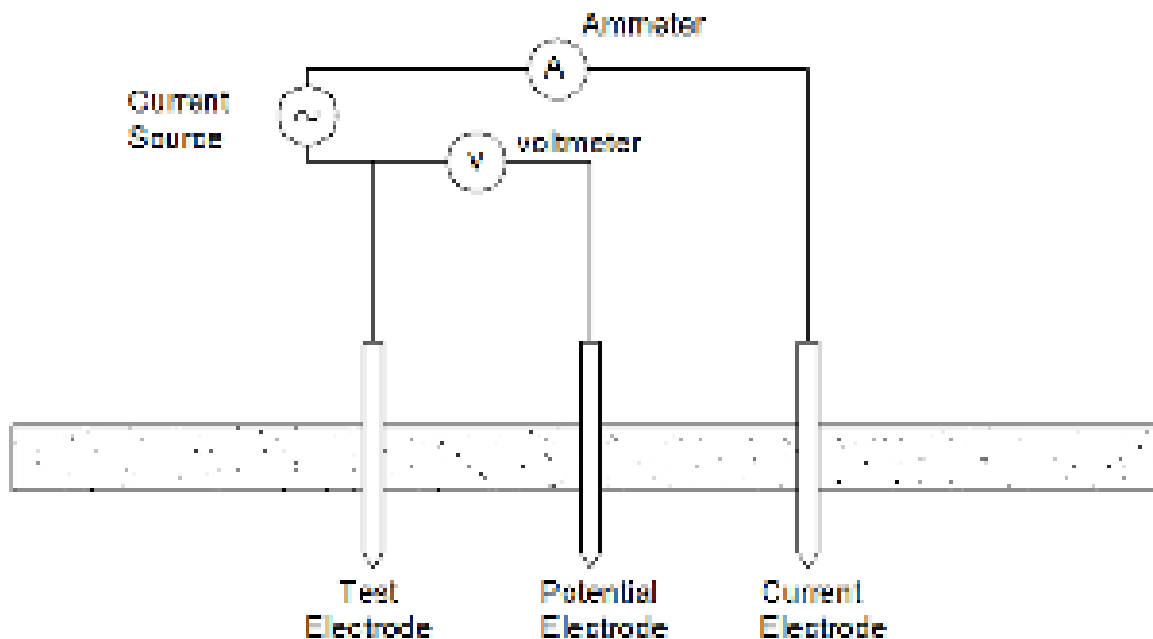 Ammeter
A
Current
Source
voltmeter
V
Test
Electrode
Potential
Electrode
Current
Electrode